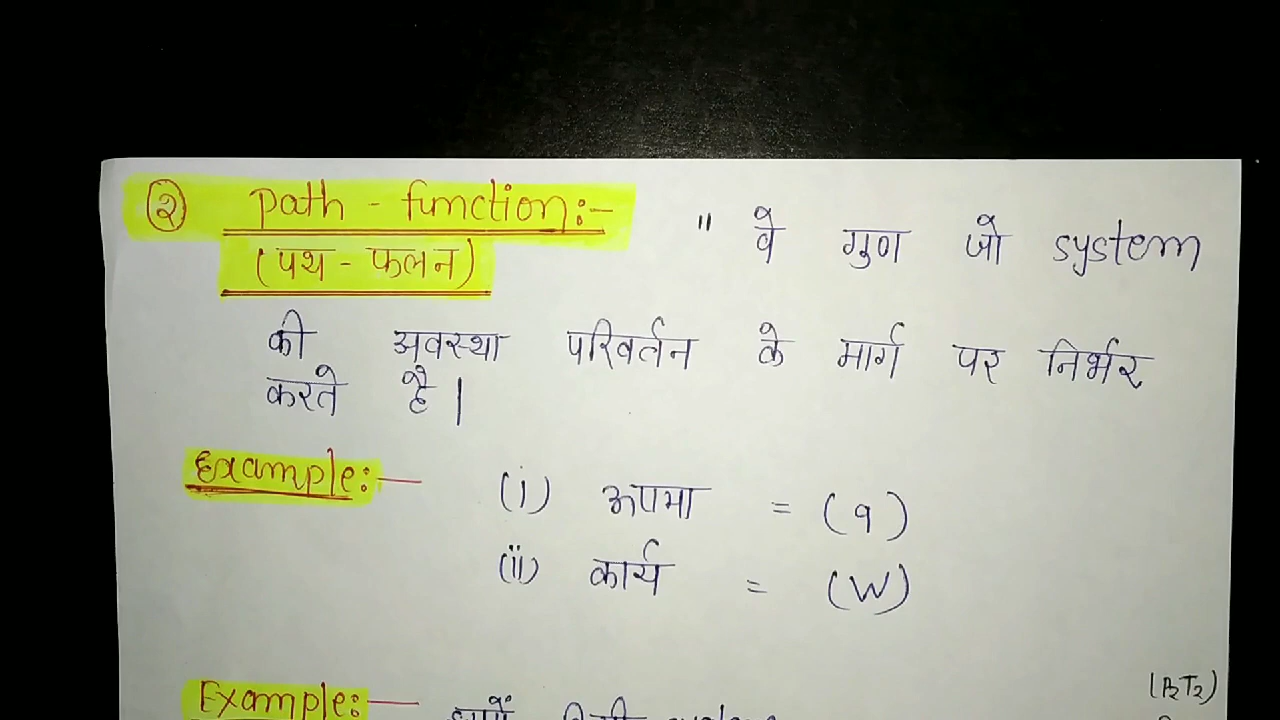 ② Path - function:- " वे गुण जो system
(पथ - फलन)
की अवस्था परिवर्तन के मार्ग पर निर्भर
करते है |
Example:—
(i) ऊष्मा = (q)
(ii) कार्य = (W)
(P₂T₂)
Example:—